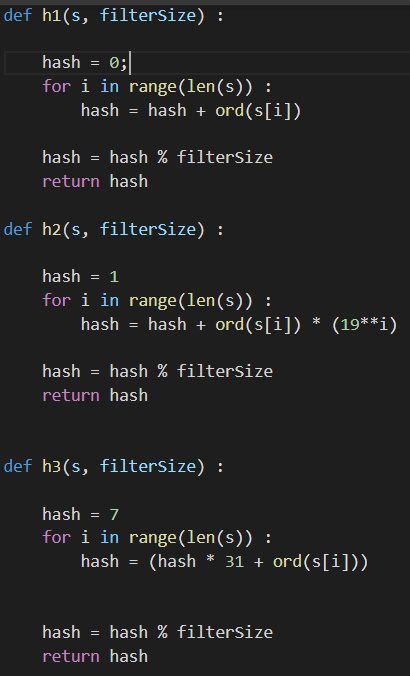 def h1(s, filterSize) :
    hash = 0;
    for i in range(len(s)) :
        hash = hash + ord(s[i])
    hash = hash % filterSize
    return hash
def h2(s, filterSize) :
    hash = 1
    for i in range(len(s)) :
        hash = hash + ord(s[i]) * (19**i)
    hash = hash % filterSize
    return hash
def h3(s, filterSize) :
    hash = 7
    for i in range(len(s)) :
        hash = (hash * 31 + ord(s[i]))
    hash = hash % filterSize
    return hash